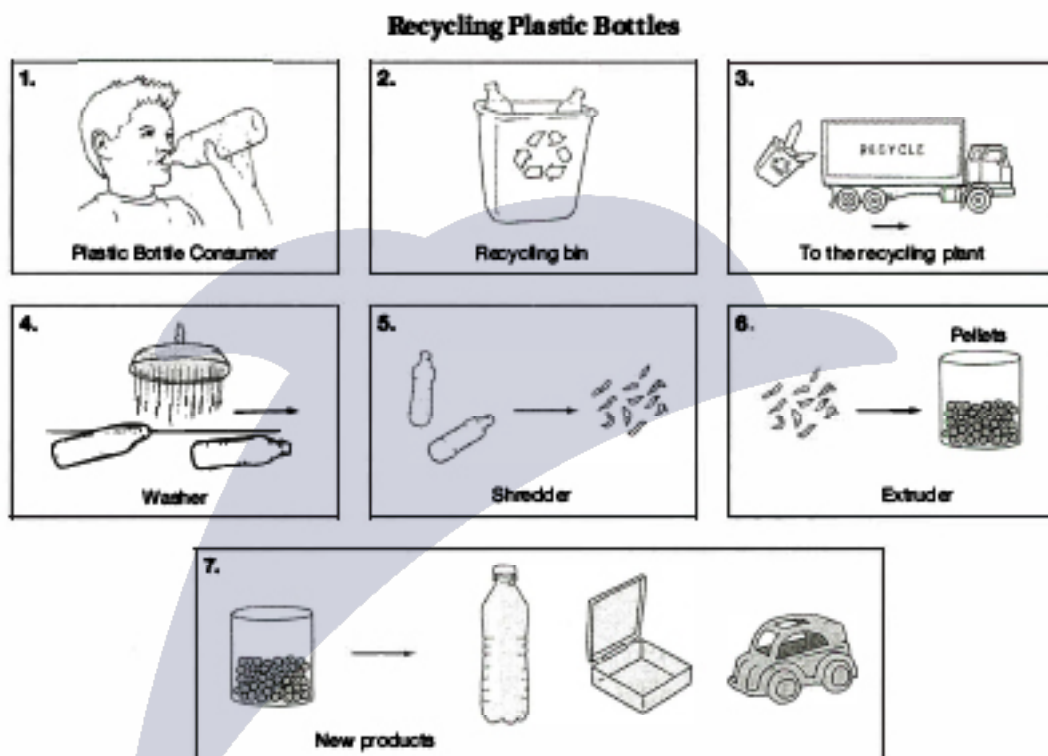 Recycling Plastic Bottles
1.
Plastic Bottle Consumer
2.
Recycling bin
3.
RECYCLE
To the recycling plant
4.
Washer
5.
Shredder
6.
Pellets
Extruder
7.
New products